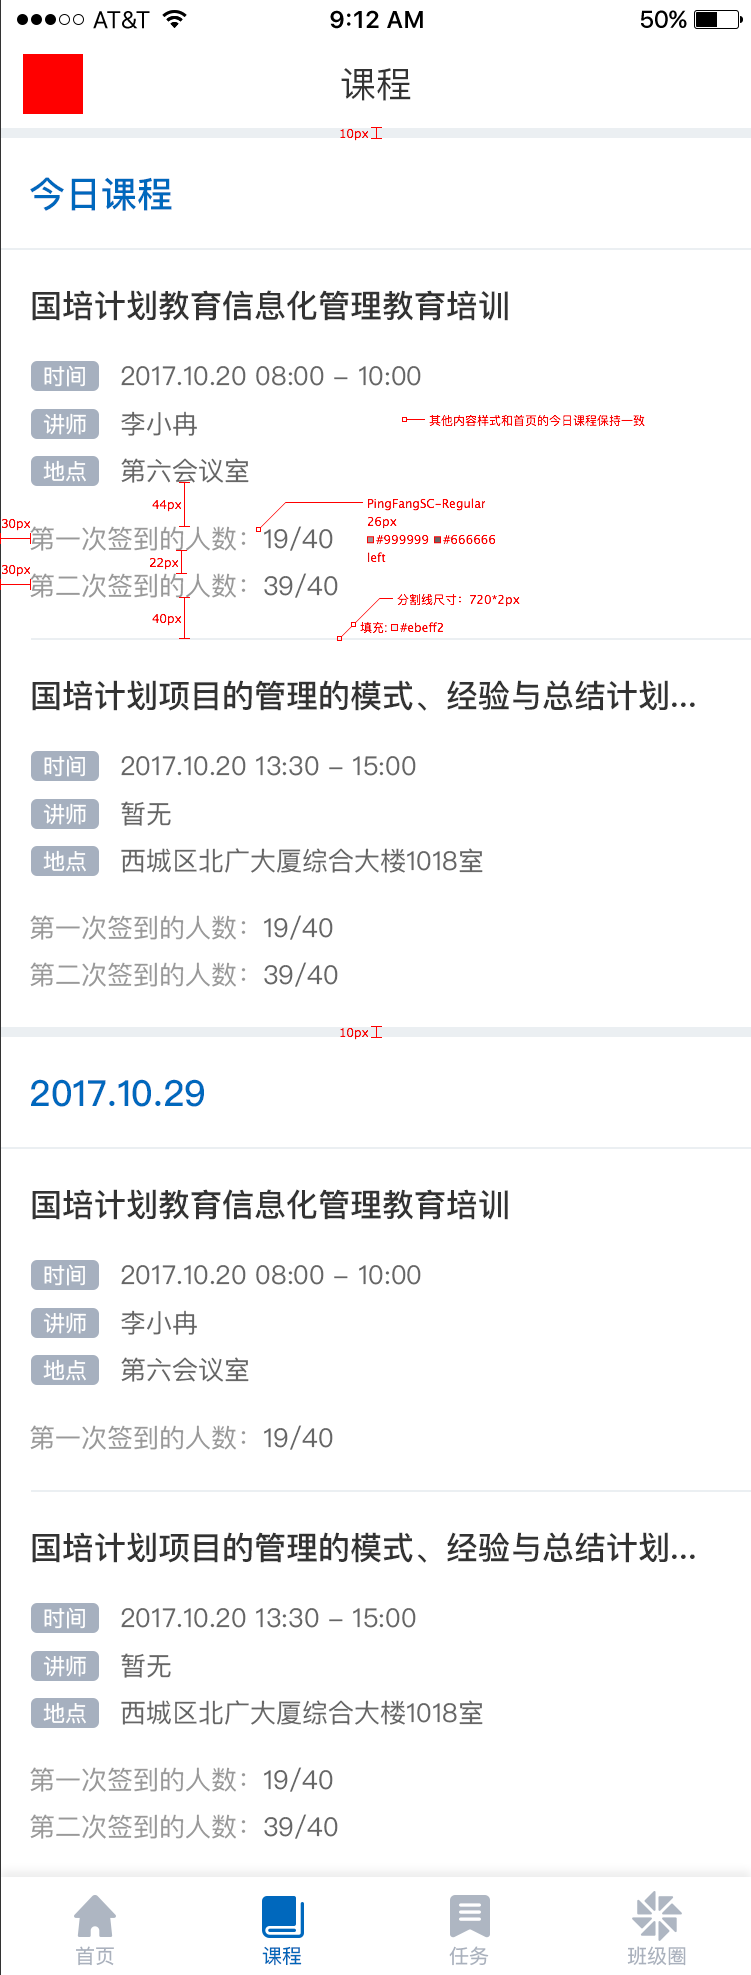 AT&T 9:12 AM 50%
课程
10px
今日课程
国培计划教育信息化管理教育培训
时间 2017.10.20 08:00 – 10:00
讲师 李小冉
其他内容样式和首页的今日课程保持一致
地点 第六会议室
44px
PingFangSC-Regular
26px
#999999 #666666
left
30px
第一次签到的人数：19/40
22px
30px
第二次签到的人数：39/40
分割线尺寸：720*2px
40px
填充: #ebeff2
国培计划项目的管理的模式、经验与总结计划...
时间 2017.10.20 13:30 – 15:00
讲师 暂无
地点 西城区北广大厦综合大楼1018室
第一次签到的人数：19/40
第二次签到的人数：39/40
10px
2017.10.29
国培计划教育信息化管理教育培训
时间 2017.10.20 08:00 – 10:00
讲师 李小冉
地点 第六会议室
第一次签到的人数：19/40
国培计划项目的管理的模式、经验与总结计划...
时间 2017.10.20 13:30 – 15:00
讲师 暂无
地点 西城区北广大厦综合大楼1018室
第一次签到的人数：19/40
第二次签到的人数：39/40
首页 课程 任务 班级圈